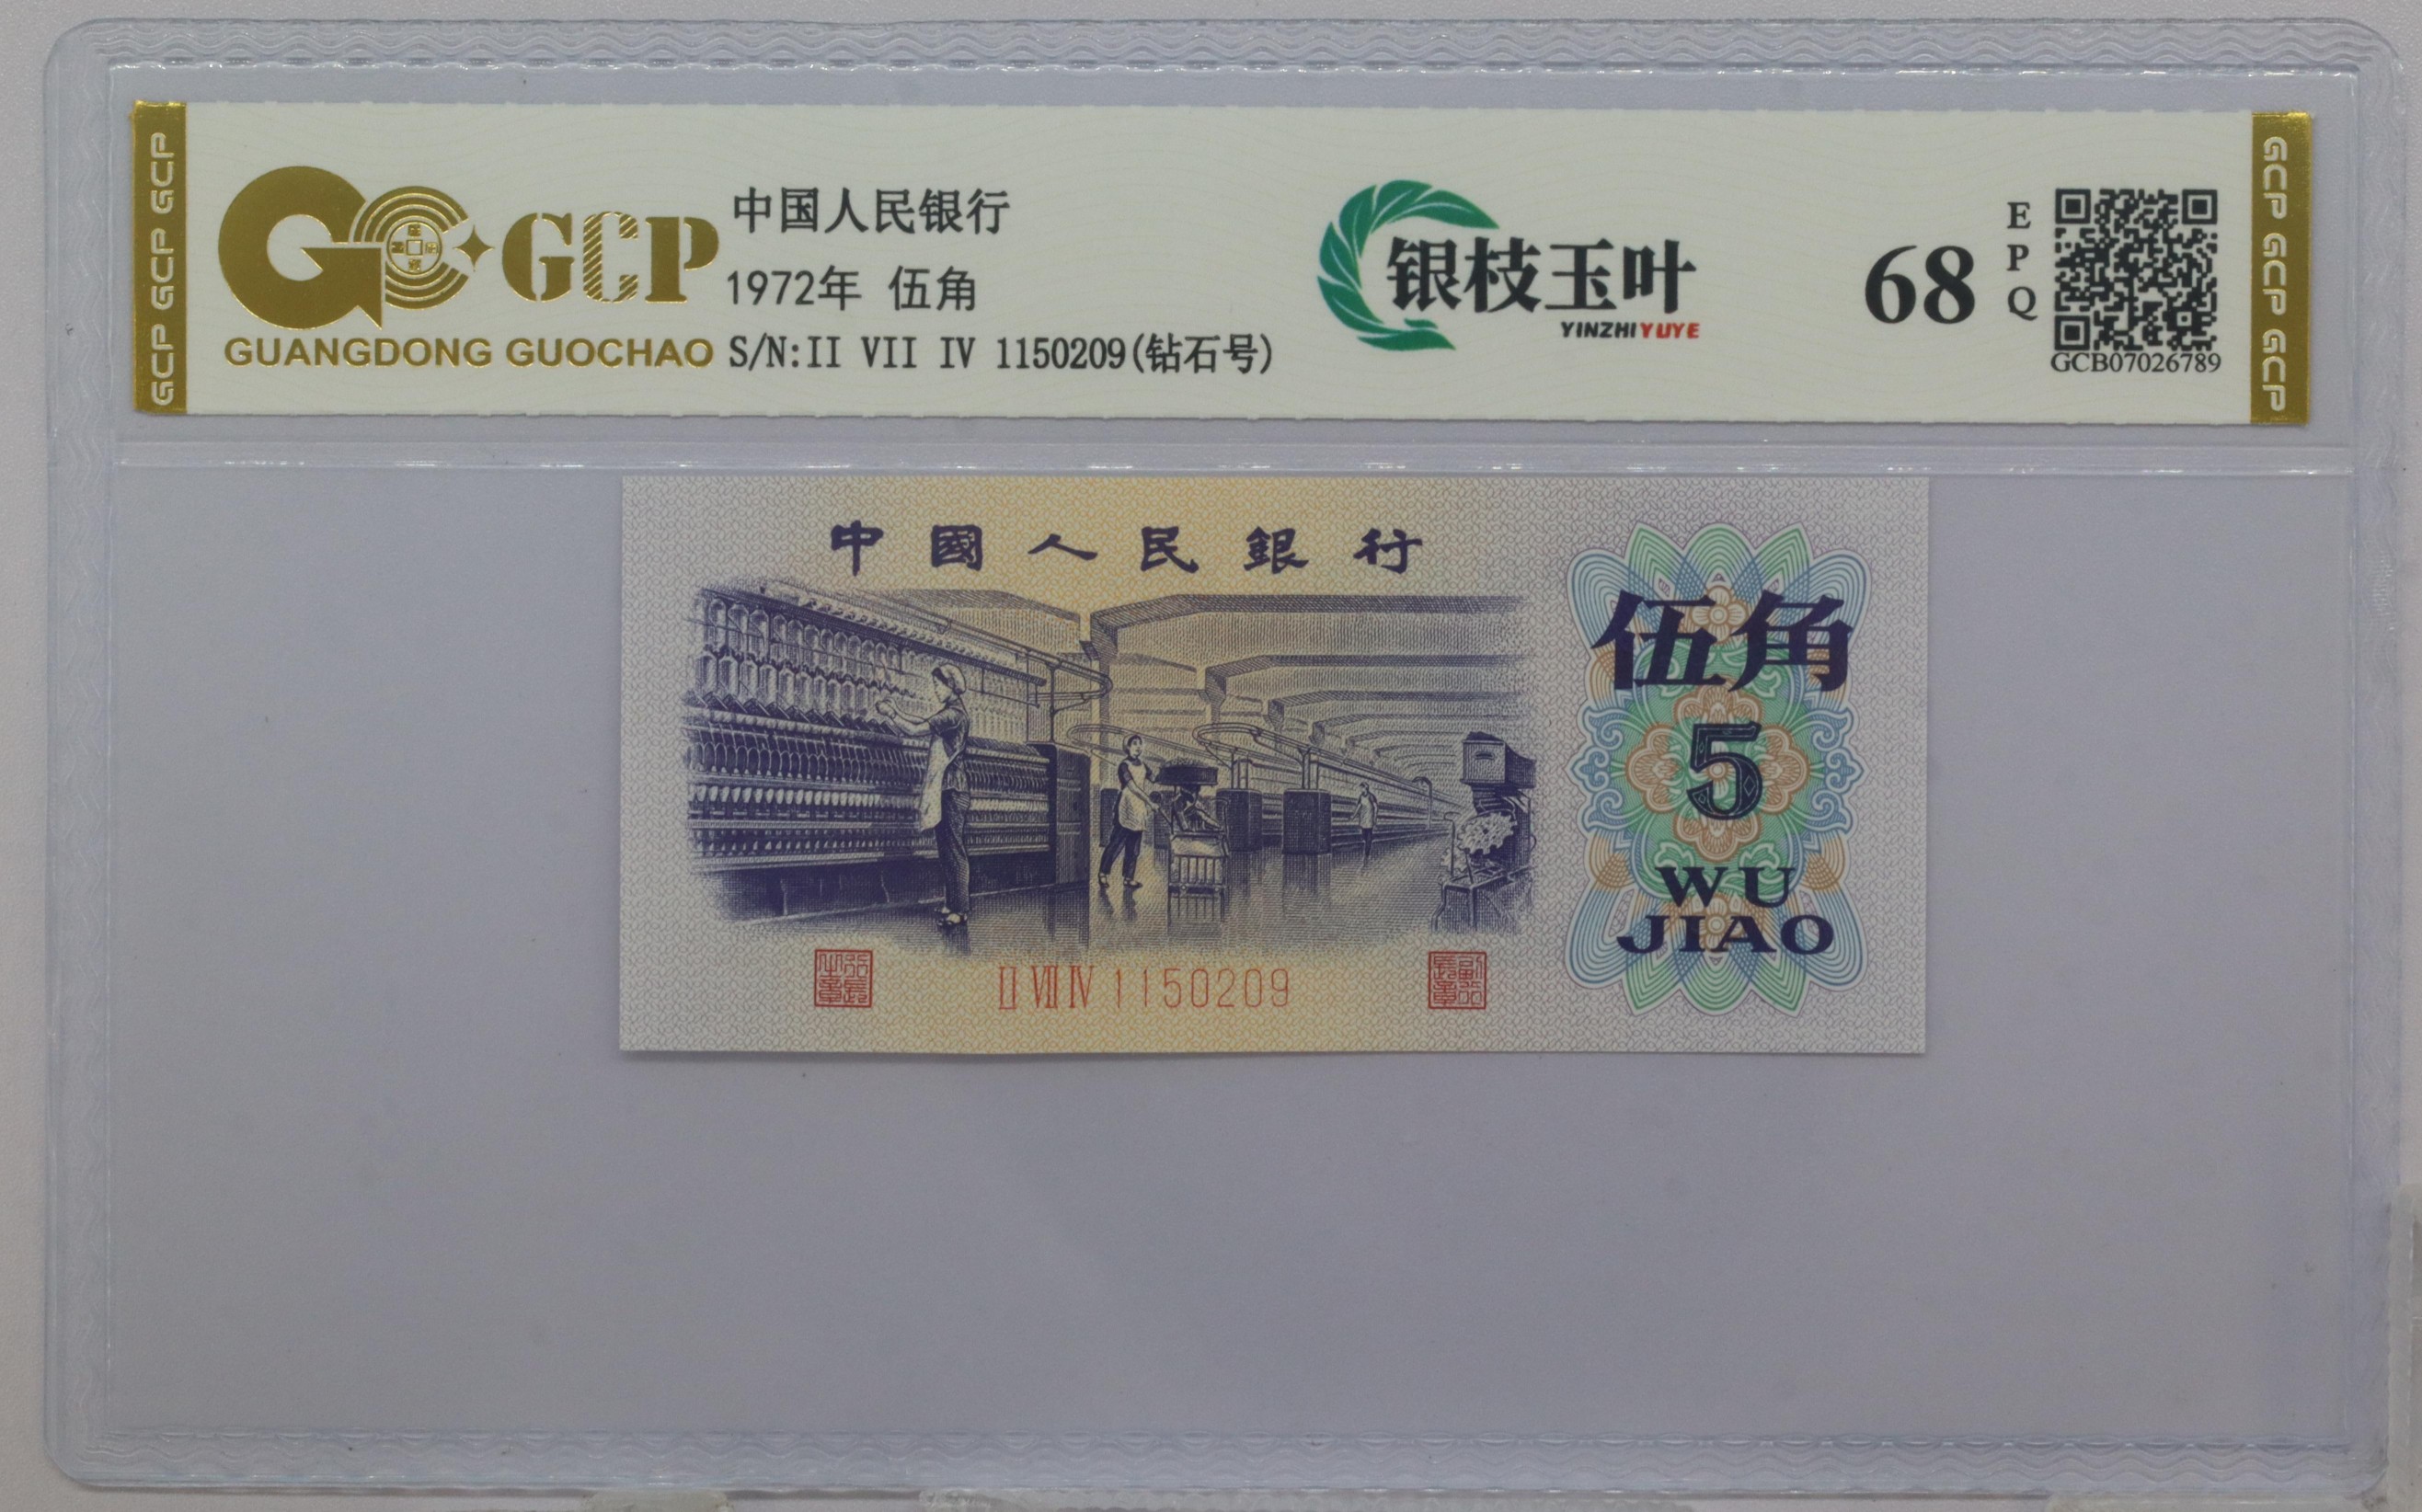 GCP GCP GCP
GCP
GUANGDONG GUOCHAO
中国人民银行
1972年 伍角
S/N:II VII IV 1150209(钻石号)
银枝玉叶
YINZHIYUYE
68
E
P
Q
GCB07026789
GCP GCP GCP
中國人民銀行
伍角
5
WU
JIAO
II VII IV 1150209